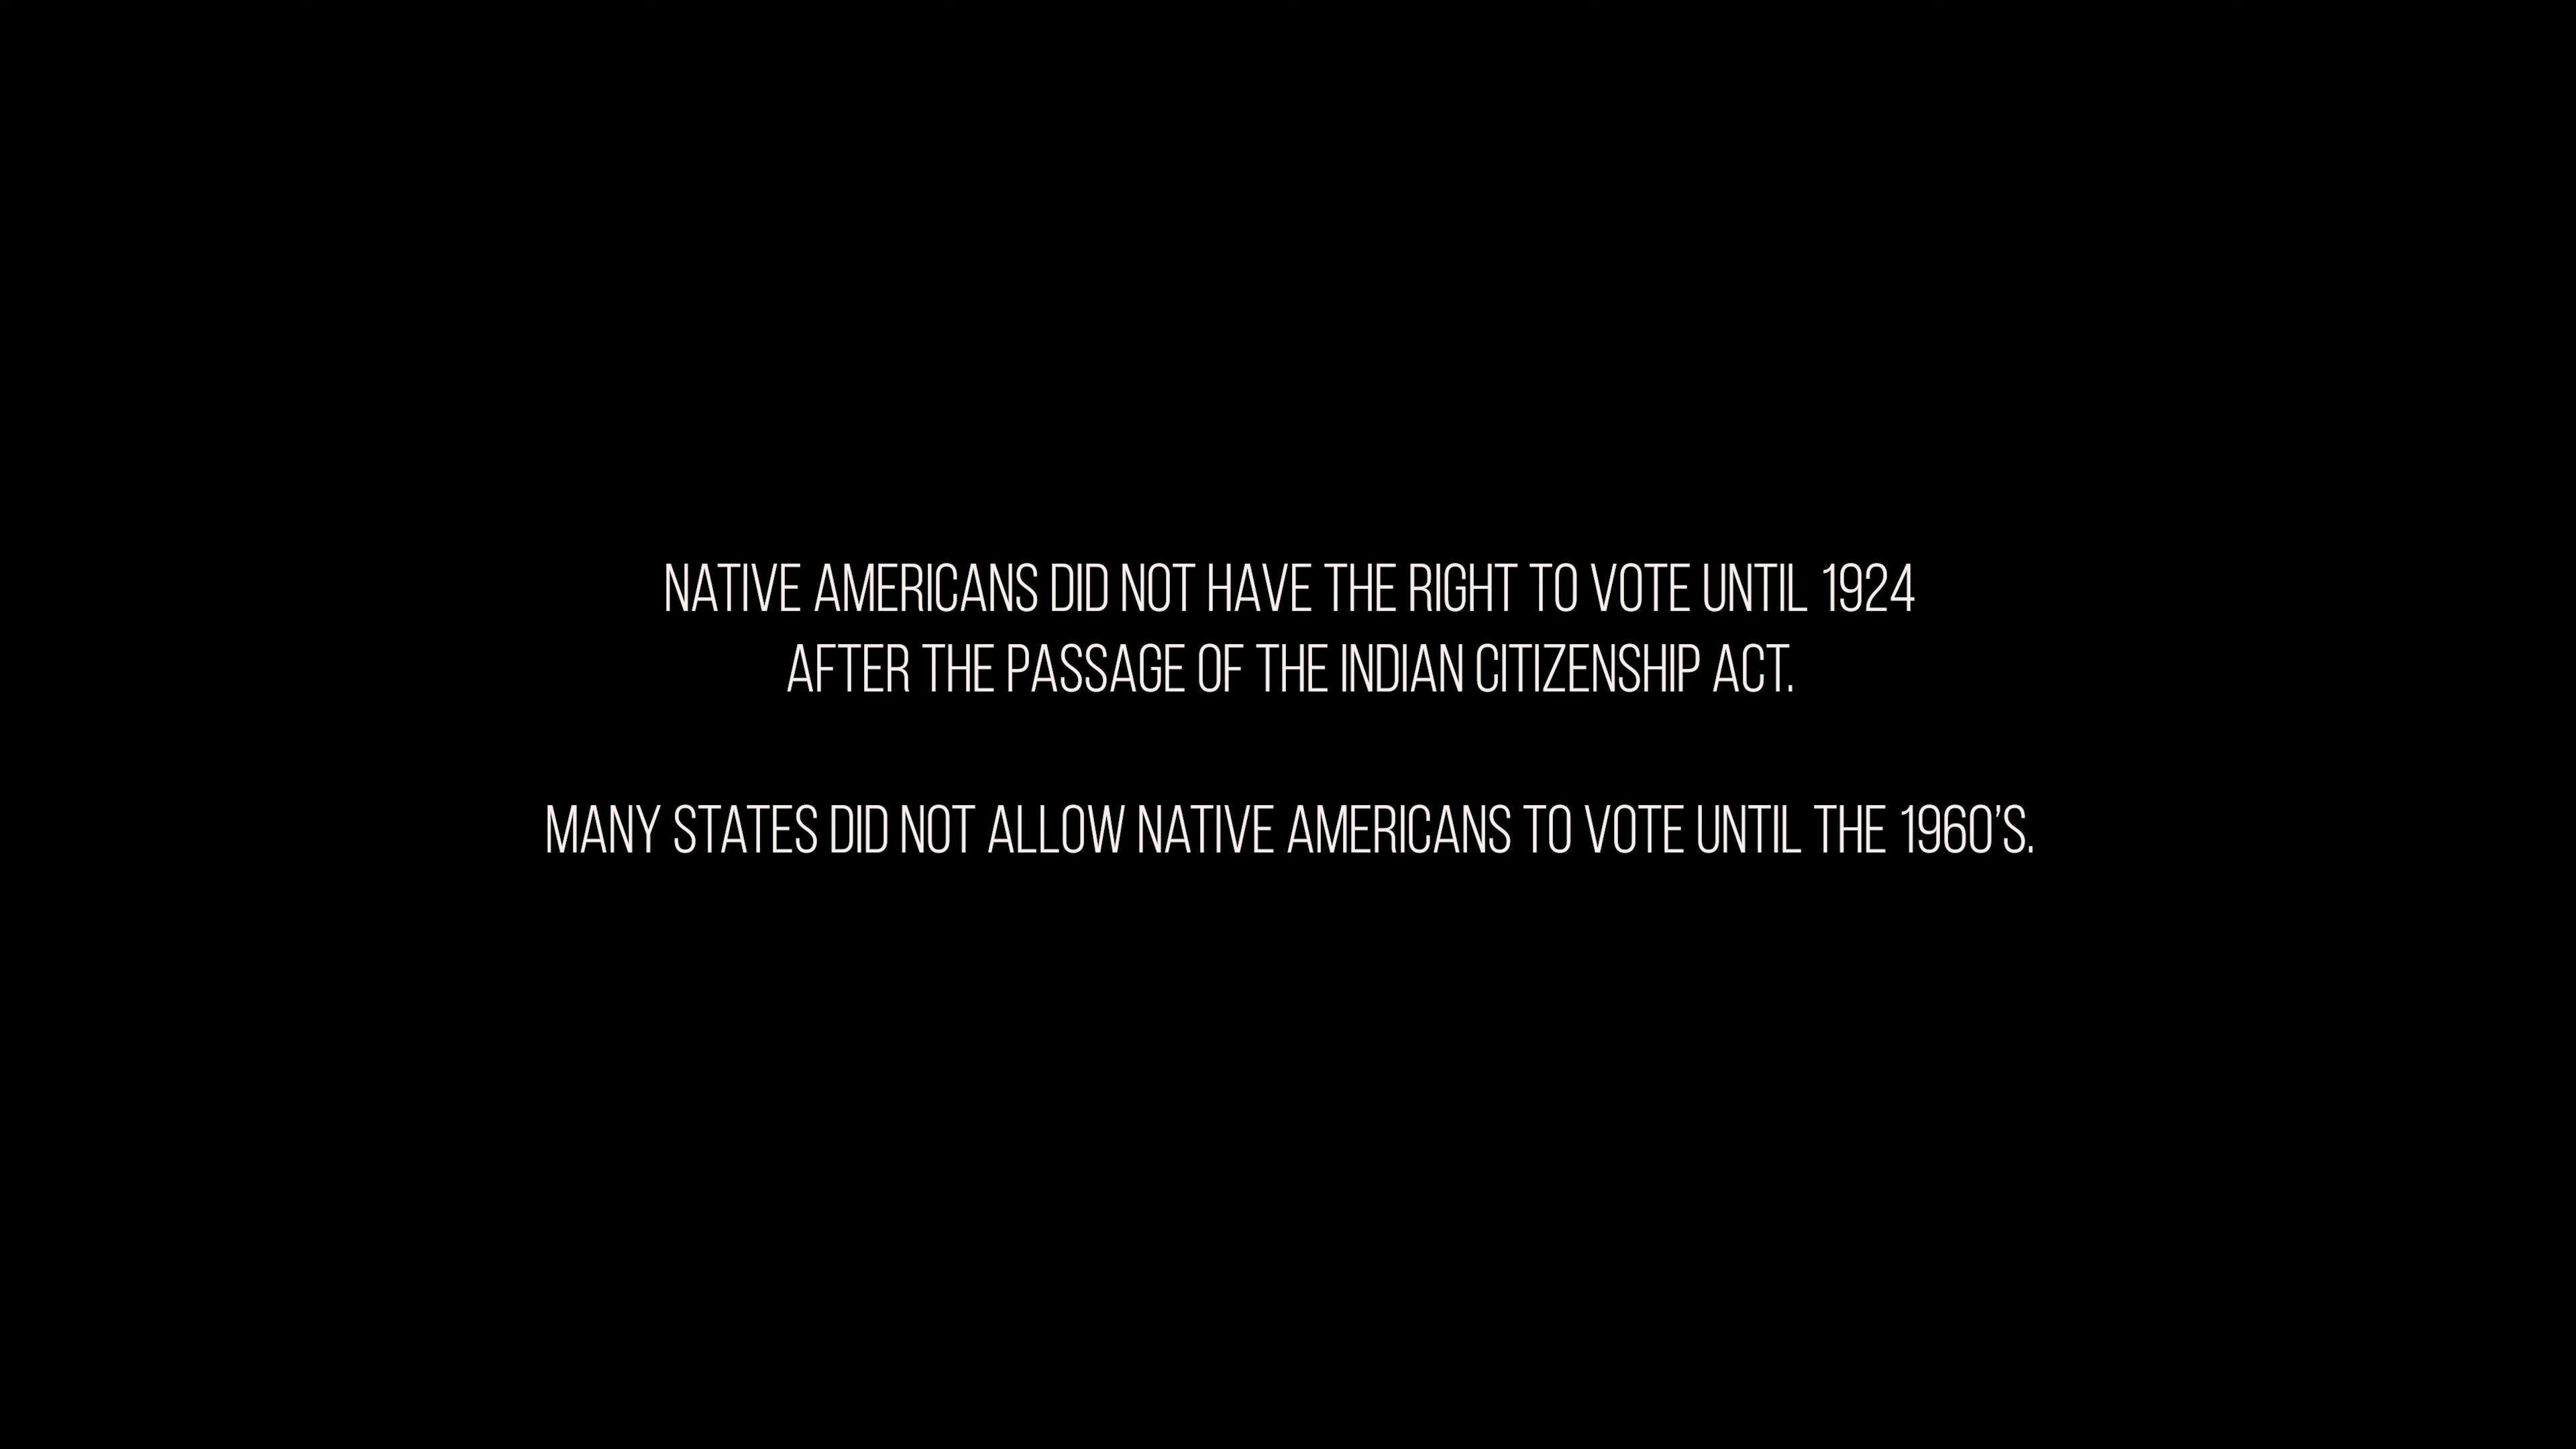 NATIVE AMERICANS DID NOT HAVE THE RIGHT TO VOTE UNTIL 1924
AFTER THE PASSAGE OF THE INDIAN CITIZENSHIP ACT.
MANY STATES DID NOT ALLOW NATIVE AMERICANS TO VOTE UNTIL THE 1960’S.